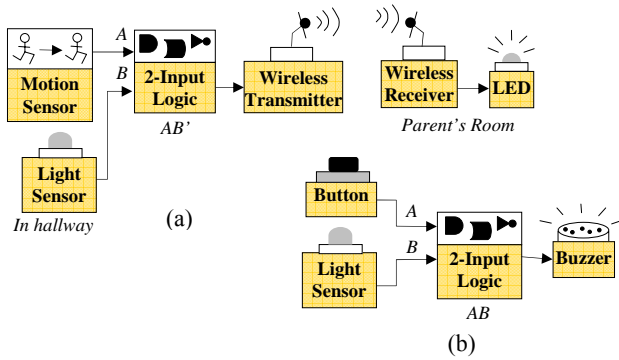 A
B
Motion
Sensor
2-Input
Logic
AB’
Wireless
Transmitter
Wireless
Receiver
LED
Parent’s Room
Light
Sensor
In hallway
(a)
Button
A
B
Light
Sensor
2-Input
Logic
AB
Buzzer
(b)